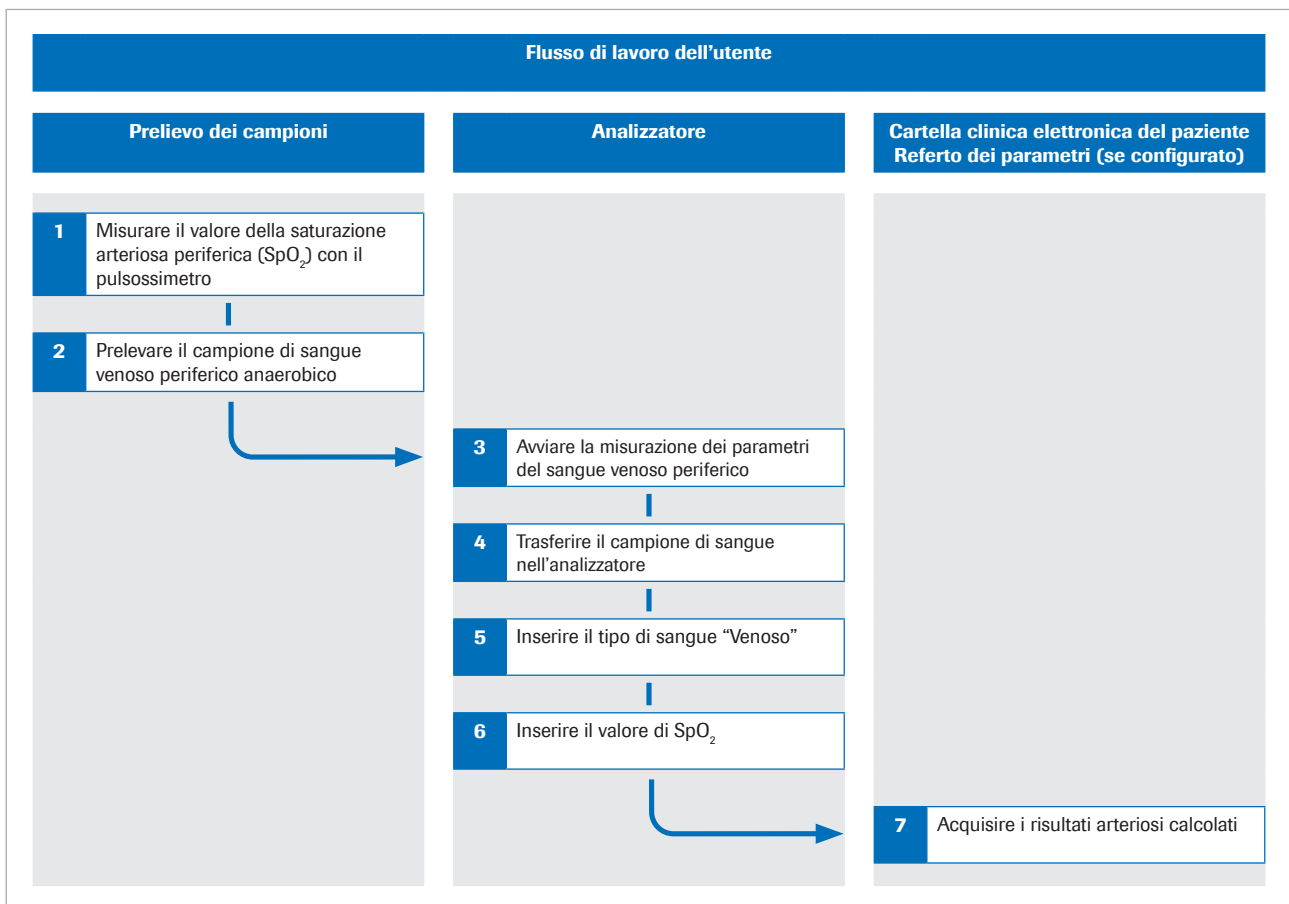 Flusso di lavoro dell’utente
Prelievo dei campioni
Analizzatore
Cartella clinica elettronica del paziente
Referto dei parametri (se configurato)
1 Misurare il valore della saturazione
arteriosa periferica (SpO₂) con il
pulsossimetro
2 Prelevare il campione di sangue
venoso periferico anaerobico
3 Avviare la misurazione dei parametri
del sangue venoso periferico
4 Trasferire il campione di sangue
nell’analizzatore
5 Inserire il tipo di sangue “Venoso”
6 Inserire il valore di SpO₂
7 Acquisire i risultati arteriosi calcolati